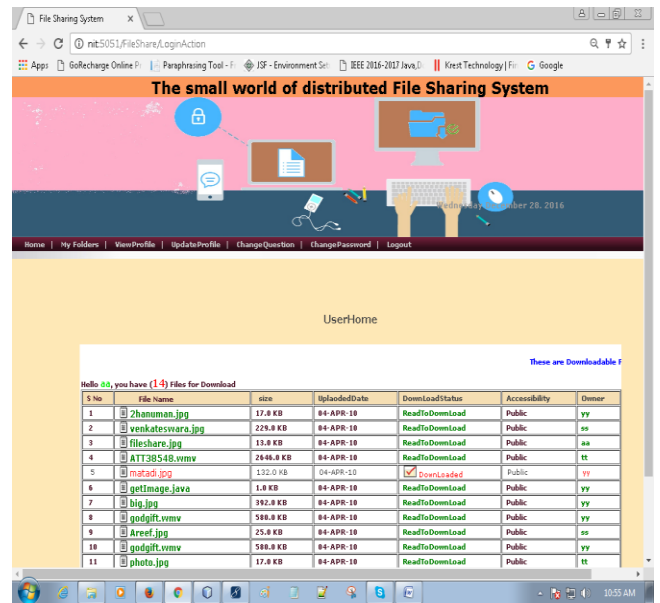 File Sharing System
nit:5051/FileShare/LoginAction
Apps GoRecharge Online Pr Paraphrasing Tool - Fr JSF - Environment Set IEEE 2016-2017 Java,D Krest Technology | Fir Google
The small world of distributed File Sharing System
Wednesday mber 28. 2016
Home | My Folders | ViewProfile | UpdateProfile | ChangeQuestion | ChangePassword | Logout
UserHome
These are Downloadable F
Hello dd, you have (14) Files for Download
S No File Name size UplaodedDate DownLoadStatus Accessibility Owner
1 2hanuman.jpg 17.0 KB 04-APR-10 ReadToDownLoad Public yy
2 venkateswara.jpg 229.0 KB 04-APR-10 ReadToDownLoad Public ss
3 fileshare.jpg 13.0 KB 04-APR-10 ReadToDownLoad Public aa
4 ATT38548.wmv 2646.0 KB 04-APR-10 ReadToDownLoad Public tt
5 matadi.jpg 132.0 KB 04-APR-10 DownLoaded Public yy
6 getImage.java 1.0 KB 04-APR-10 ReadToDownLoad Public yy
7 big.jpg 392.0 KB 04-APR-10 ReadToDownLoad Public yy
8 godgift.wmv 580.0 KB 04-APR-10 ReadToDownLoad Public yy
9 Areef.jpg 25.0 KB 04-APR-10 ReadToDownLoad Public ss
10 godgift.wmv 580.0 KB 04-APR-10 ReadToDownLoad Public yy
11 photo.jpg 17.0 KB 04-APR-10 ReadToDownLoad Public tt
10:55 AM